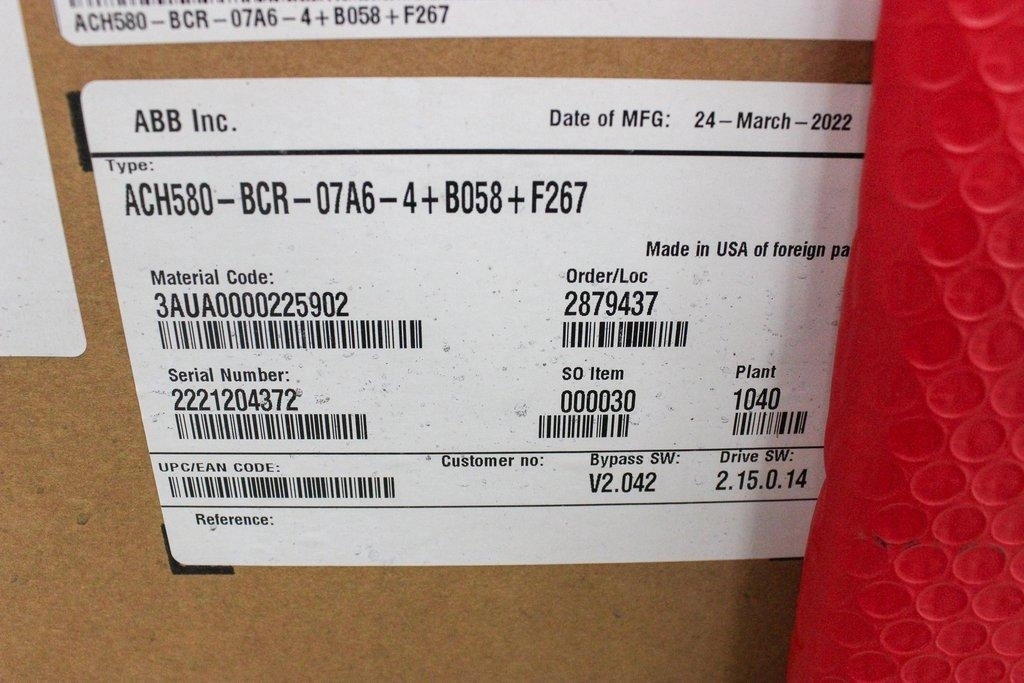 ACH580-BCR-07A6-4+B058+F267
ABB Inc. Date of MFG: 24-March-2022
Type:
ACH580-BCR-07A6-4+B058+F267
Made in USA of foreign
Material Code: Order/Loc
3AUA0000225902 2879437
Serial Number: SO Item Plant
2221204372 000030 1040
UPC/EAN CODE: Customer no: Bypass SW: Drive SW:
V2.042 2.15.0.14
Reference: